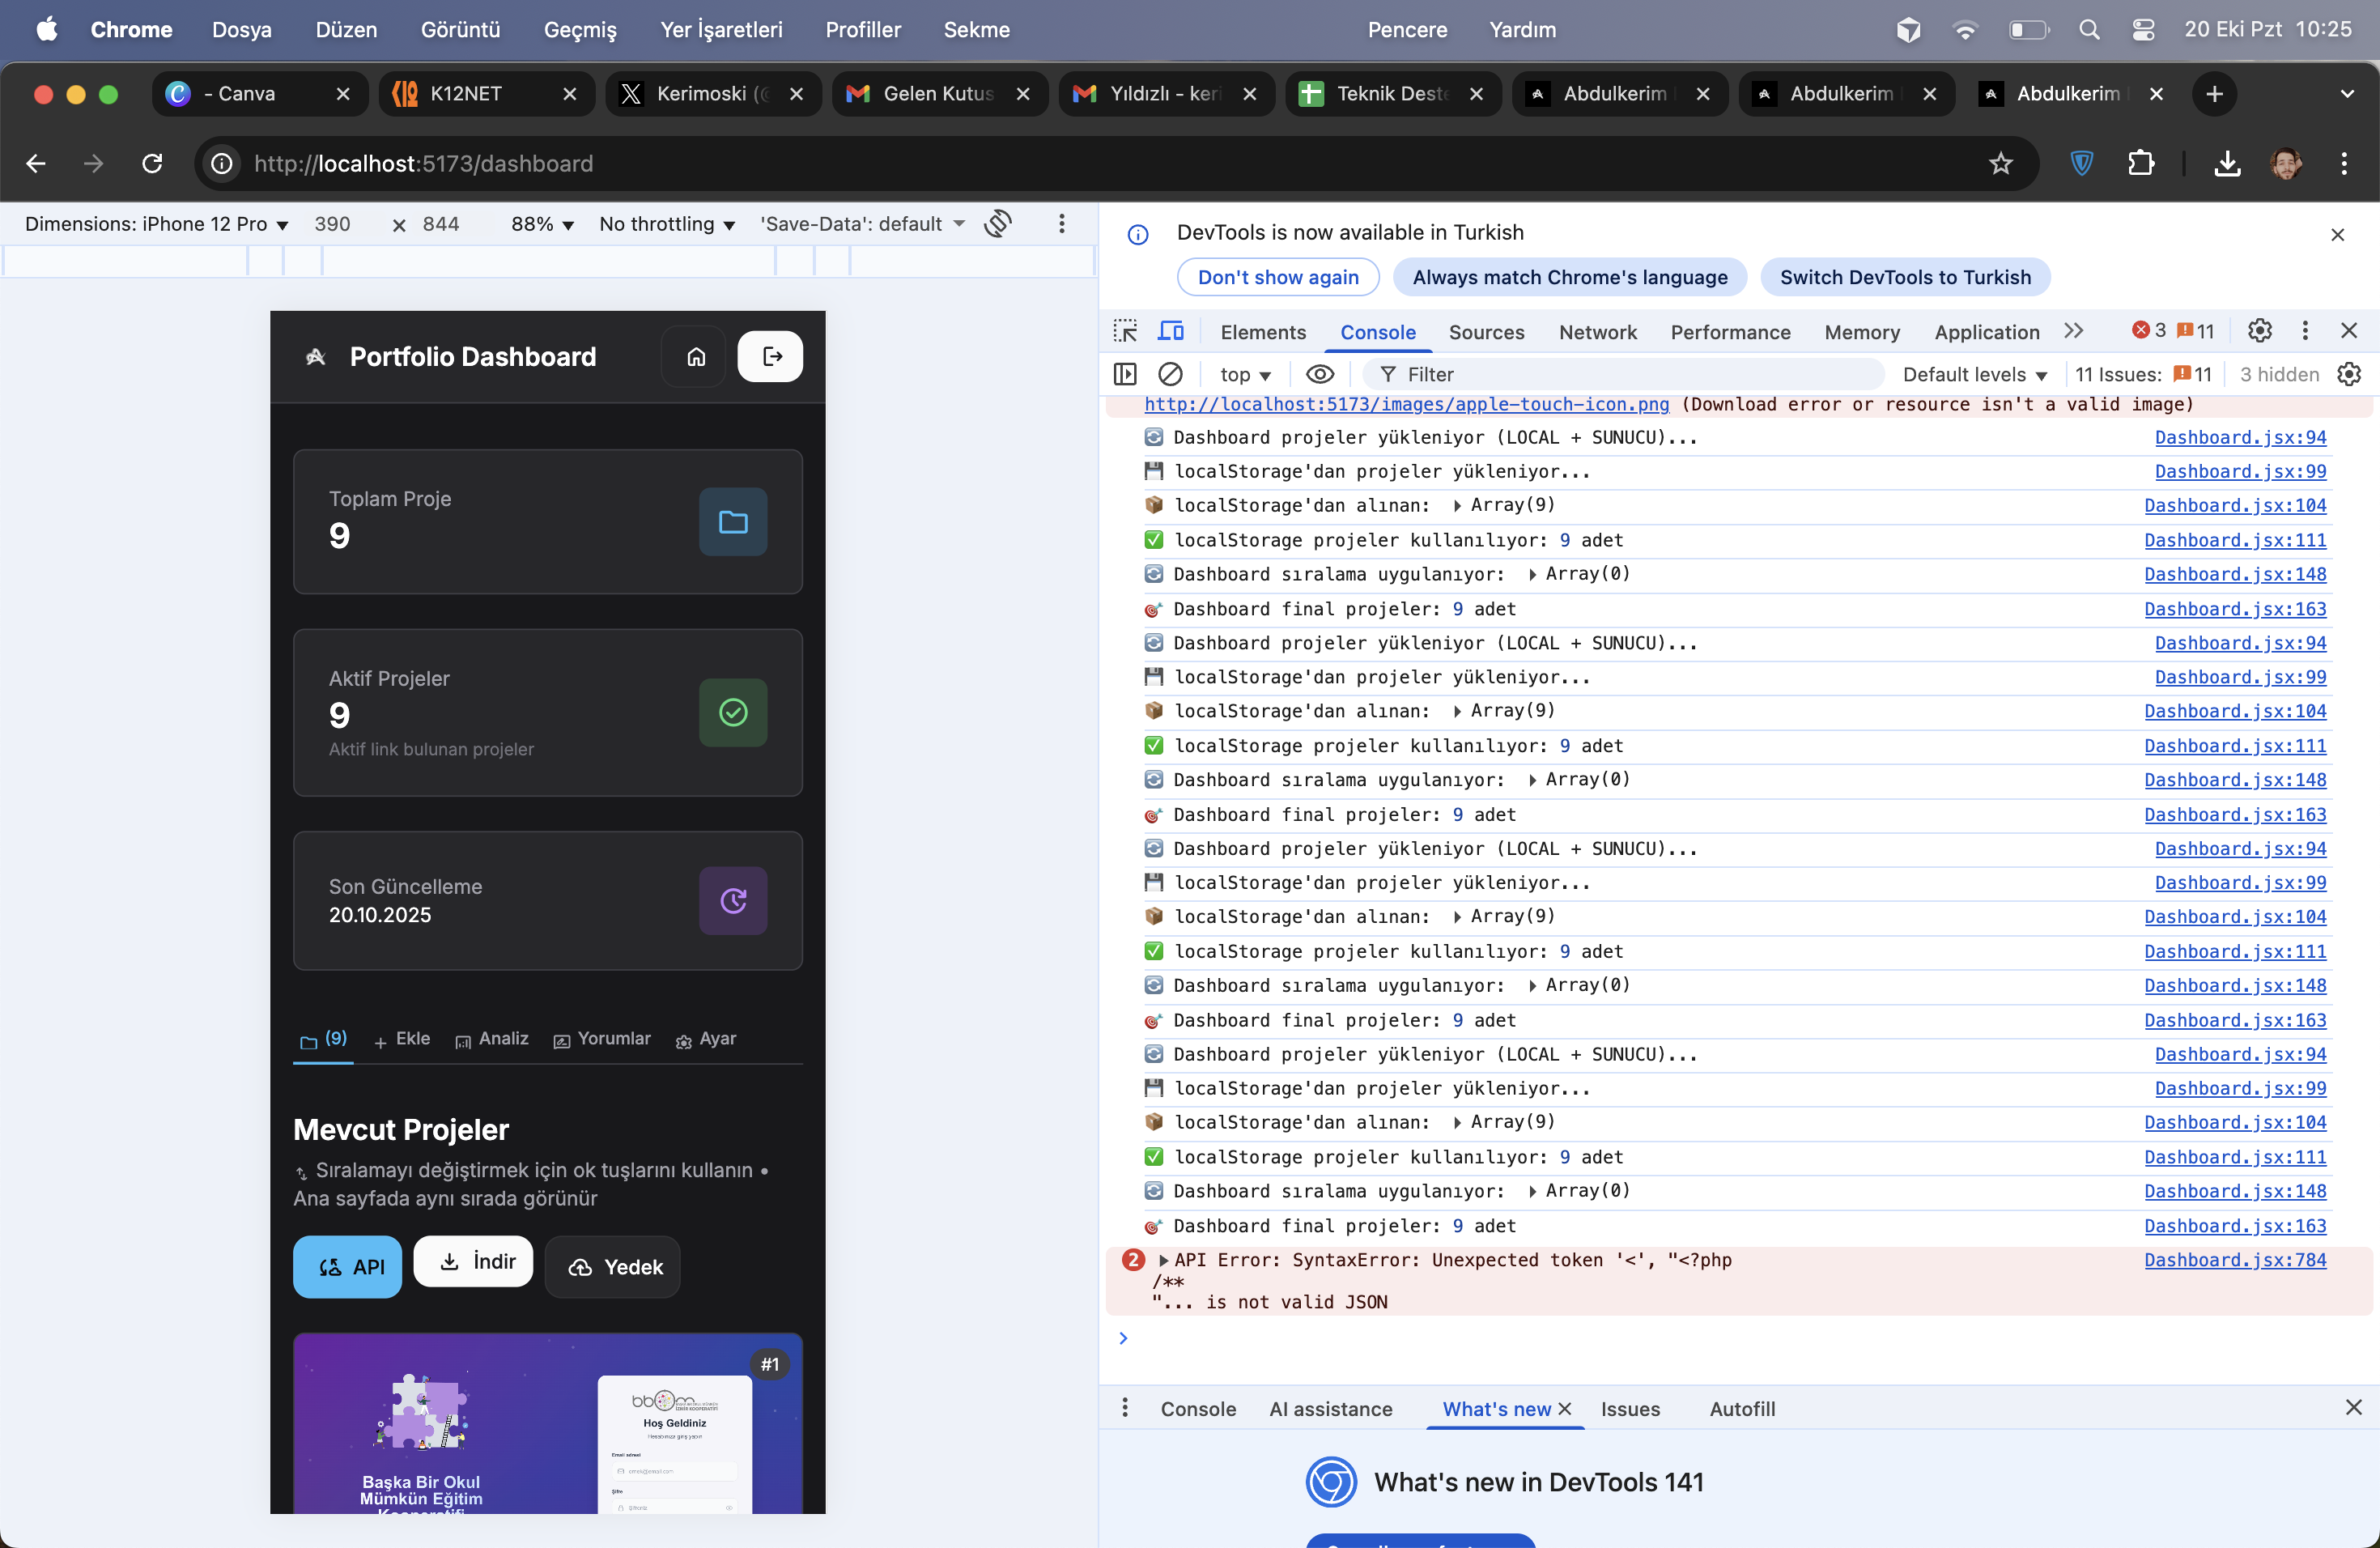 Chrome Dosya Düzen Görüntü Geçmiş Yer İşaretleri Profiller Sekme Pencere Yardım 20 Eki Pzt 10:25
- Canva K12NET Kerimoski (@ Gelen Kutus Yıldızlı - keri Teknik Deste Abdulkerim Abdulkerim Abdulkerim
http://localhost:5173/dashboard
Dimensions: iPhone 12 Pro 390 × 844 88% No throttling 'Save-Data': default
Portfolio Dashboard
Toplam Proje
9
Aktif Projeler
9
Aktif link bulunan projeler
Son Güncelleme
20.10.2025
(9) Ekle Analiz Yorumlar Ayar
Mevcut Projeler
Sıralamayı değiştirmek için ok tuşlarını kullanın •
Ana sayfada aynı sırada görünür
API İndir Yedek
#1
Başka Bir Okul
Mümkün Eğitim
Kooperatifi
bbom
Hoş Geldiniz
Email adresi
Şifre
DevTools is now available in Turkish
Don't show again Always match Chrome's language Switch DevTools to Turkish
Elements Console Sources Network Performance Memory Application 3 11
top Filter Default levels 11 Issues: 11 3 hidden
http://localhost:5173/images/apple-touch-icon.png (Download error or resource isn't a valid image)
Dashboard projeler yükleniyor (LOCAL + SUNUCU)... Dashboard.jsx:94
localStorage'dan projeler yükleniyor... Dashboard.jsx:99
localStorage'dan alınan: Array(9) Dashboard.jsx:104
localStorage projeler kullanılıyor: 9 adet Dashboard.jsx:111
Dashboard sıralama uygulanıyor: Array(0) Dashboard.jsx:148
Dashboard final projeler: 9 adet Dashboard.jsx:163
Dashboard projeler yükleniyor (LOCAL + SUNUCU)... Dashboard.jsx:94
localStorage'dan projeler yükleniyor... Dashboard.jsx:99
localStorage'dan alınan: Array(9) Dashboard.jsx:104
localStorage projeler kullanılıyor: 9 adet Dashboard.jsx:111
Dashboard sıralama uygulanıyor: Array(0) Dashboard.jsx:148
Dashboard final projeler: 9 adet Dashboard.jsx:163
Dashboard projeler yükleniyor (LOCAL + SUNUCU)... Dashboard.jsx:94
localStorage'dan projeler yükleniyor... Dashboard.jsx:99
localStorage'dan alınan: Array(9) Dashboard.jsx:104
localStorage projeler kullanılıyor: 9 adet Dashboard.jsx:111
Dashboard sıralama uygulanıyor: Array(0) Dashboard.jsx:148
Dashboard final projeler: 9 adet Dashboard.jsx:163
Dashboard projeler yükleniyor (LOCAL + SUNUCU)... Dashboard.jsx:94
localStorage'dan projeler yükleniyor... Dashboard.jsx:99
localStorage'dan alınan: Array(9) Dashboard.jsx:104
localStorage projeler kullanılıyor: 9 adet Dashboard.jsx:111
Dashboard sıralama uygulanıyor: Array(0) Dashboard.jsx:148
Dashboard final projeler: 9 adet Dashboard.jsx:163
2 API Error: SyntaxError: Unexpected token '<', "<?php Dashboard.jsx:784
/**
"... is not valid JSON
Console AI assistance What's new Issues Autofill
What's new in DevTools 141